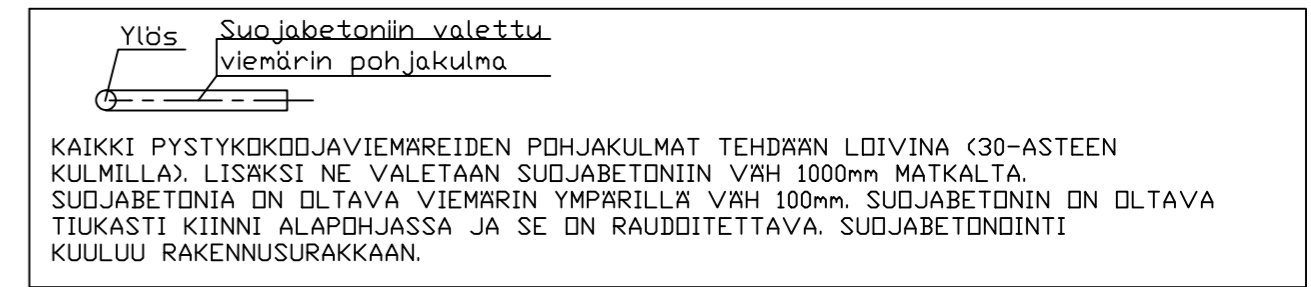 Ylös
Suojabetoniin valettu
viemärin pohjakulma
KAIKKI PYSTYKOKOOJAVIEMÄREIDEN POHJAKULMAT TEHDÄÄN LOIVINA (30-ASTEEN
KULMILLA). LISÄKSI NE VALETAAN SUOJABETONIIN VÄH 1000mm MATKALTA.
SUOJABETONIA ON OLTAVA VIEMÄRIN YMPÄRILLÄ VÄH 100mm. SUOJABETONIN ON OLTAVA
TIUKASTI KIINNI ALAPOHJASSA JA SE ON RAUDOITETTAVA. SUOJABETONOINTI
KUULUU RAKENNUSURAKKAAN.